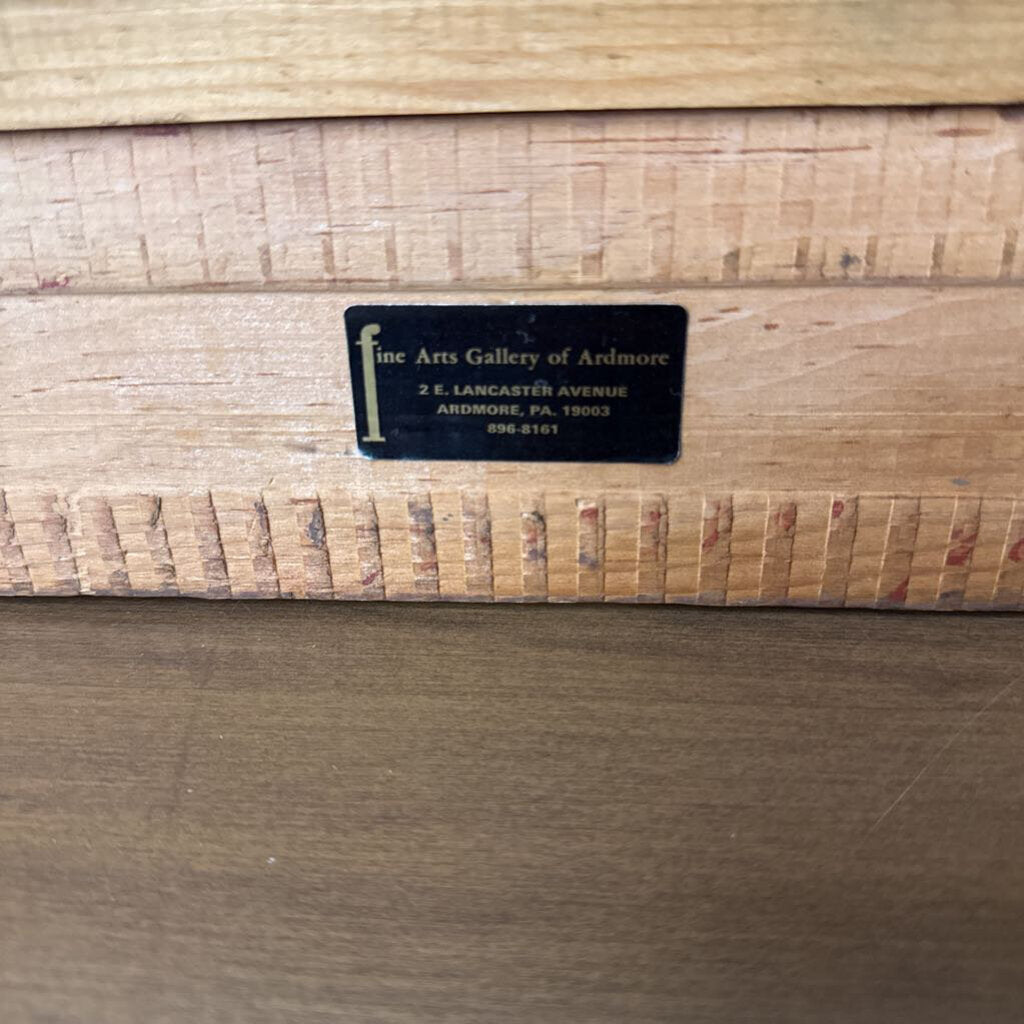 fine Arts Gallery of Ardmore
2 E. LANCASTER AVENUE
ARDMORE, PA. 19003
896-8161